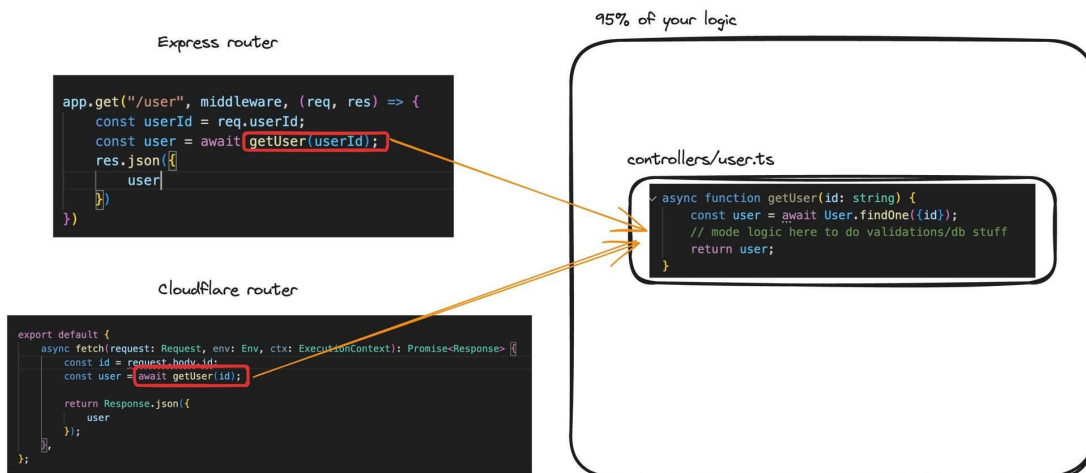 95% of your logic
Express router
app.get("/user", middleware, (req, res) => {
    const userId = req.userId;
    const user = await getUser(userId);
    res.json({
        user
    })
})
controllers/user.ts
async function getUser(id: string) {
    const user = await User.findOne({id});
    // mode logic here to do validations/db stuff
    return user;
}
Cloudflare router
export default {
    async fetch(request: Request, env: Env, ctx: ExecutionContext): Promise<Response> {
        const id = request.body.id;
        const user = await getUser(id);
        return Response.json({
            user
        });
    },
};